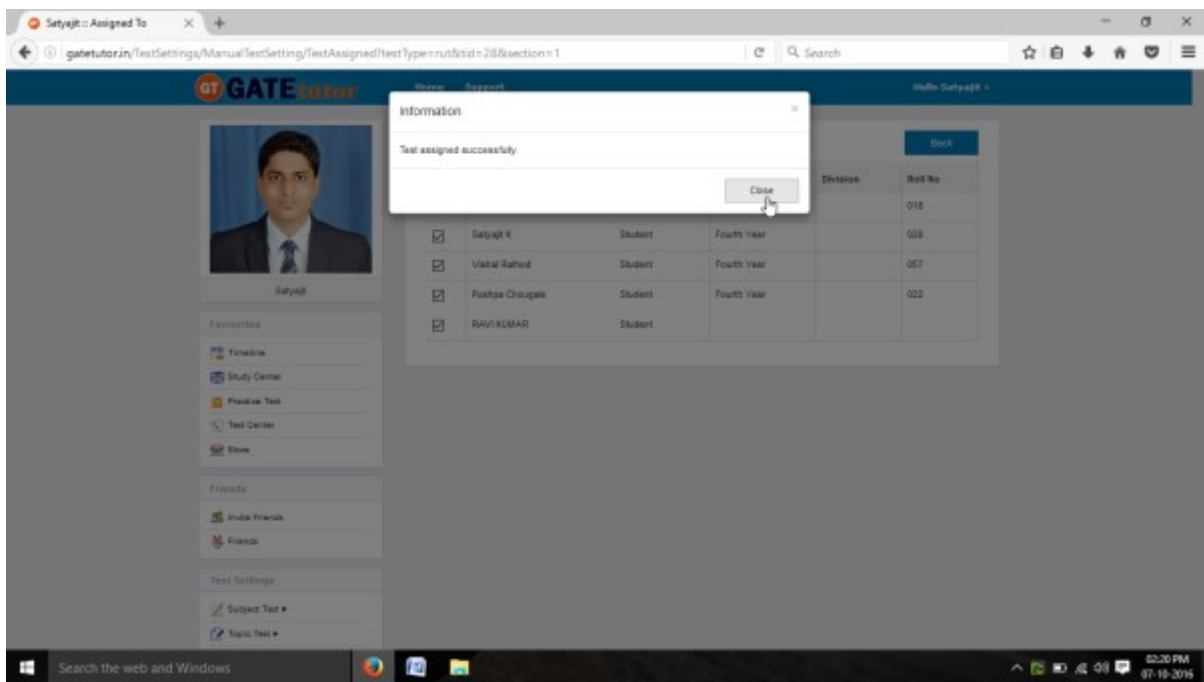 Satyajit :: Assigned To
gatetutor.in/TestSettings/ManualTestSetting/TestAssigned?testType=rut&tid=28&section=1
Search
GT GATE tutor
Home Support
Hello Satyajit
Information
Test assigned successfully
Close
Back
Division Roll No
018
Satyajit K Student Fourth Year 028
Vishal Rathod Student Fourth Year 057
Pushpa Chougale Student Fourth Year 022
RAVI KUMAR Student
Satyajit
Favourites
Timeline
Study Center
Practice Test
Test Center
Store
Friends
Invite Friends
Friends
Test Settings
Subject Test
Topic Test
Search the web and Windows
02:20 PM
07-10-2016